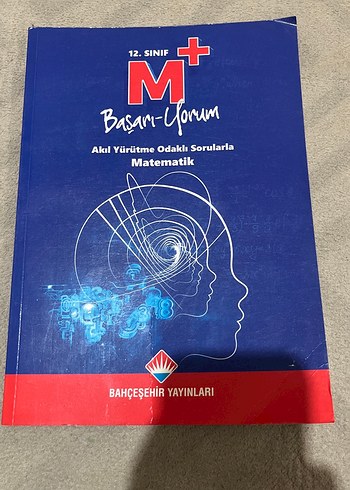 12. SINIF
M+
Başarı-Yorum
Akıl Yürütme Odaklı Sorularla
Matematik
BAHÇEŞEHİR YAYINLARI